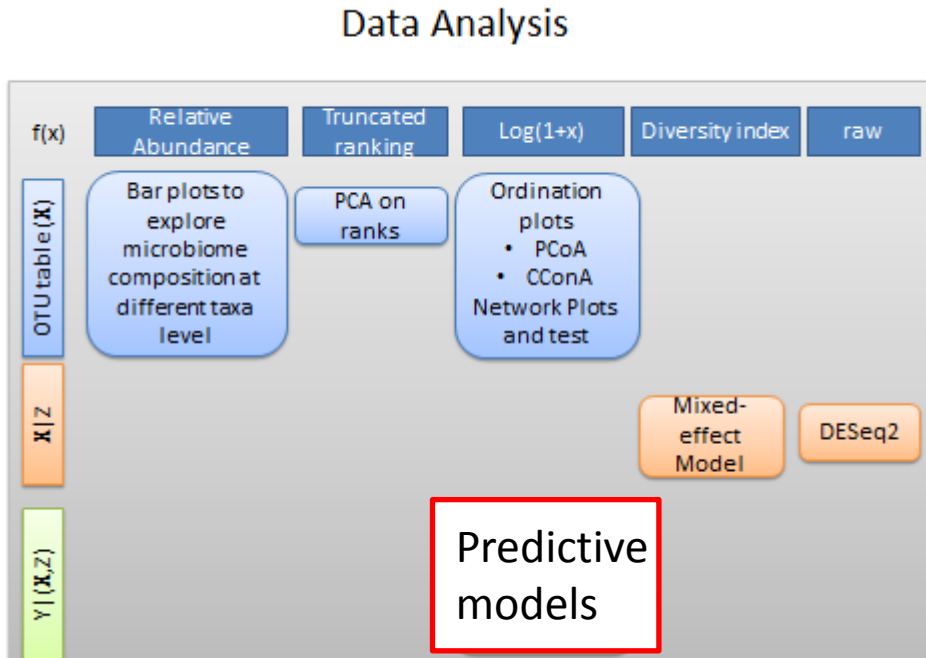 Data Analysis
f(x)
Relative
Abundance
Truncated
ranking
Log(1+x)
Diversity index
raw
OTU table (X)
Bar plots to
explore
microbiome
composition at
different taxa
level
PCA on
ranks
Ordination
plots
• PCoA
• CConA
Network Plots
and test
X|Z
Mixed-
effect
Model
DESeq2
Y|(X,Z)
Predictive
models